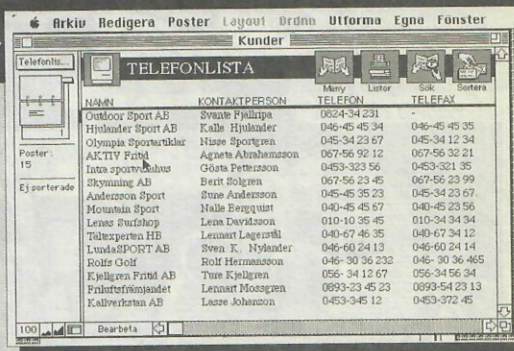 Arkiv Redigera Poster Layout Ordna Utforma Egna Fönster
Kunder
Telefonlis...
TELEFONLISTA
Meny Listor Sök Sortera
NAMN KONTAKTPERSON TELEFON TELEFAX
Outdoor Sport AB Svante Fjällripa 0824-34 231 -
Hjulander Sport AB Kalle Hjulander 046-45 45 34 046-45 45 35
Olympia Sportartiklar Nisse Sportgren 045-34 23 67 045-34 12 34
AKTIV Fritid Agneta Abrahamsson 067-56 92 12 067-56 32 21
Intra sportvaruhus Gösta Pettersson 0453-323 56 0453-321 45
Skymning AB Berit Solgren 067-56 23 45 067-56 23 99
Andersson Sport Sune Andersson 045-45 35 23 045-34 23 67
Mountain Sport Nalle Bergquist 040-45 45 67 040-45 23 56
Lenas Surfshop Lena Davidsson 010-10 35 45 010-34 34 34
Tältexperten HB Lennart Lagerstål 040-67 46 35 040-67 34 12
LundaSPORT AB Sven K. Nylander 046-60 24 13 046-60 24 14
Rolfs Golf Rolf Hermansson 046- 30 36 232 046- 30 36 465
Kjellgren Fritid AB Ture Kjellgren 056- 34 12 67 056-34 56 34
Friluftsfrämjandet Lennart Mossgren 0893-23 45 23 0893-54 23 13
Kallverkstan AB Lasse Johanzon 0453-345 12 0453-372 45
Poster:
15
Ej sorterade
100 Bearbeta